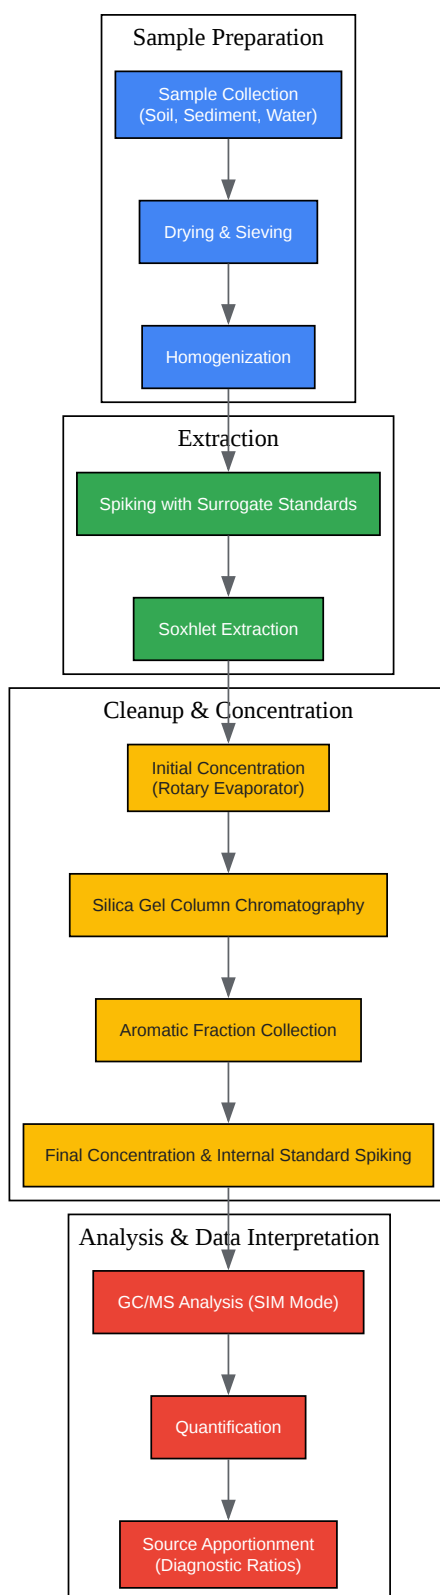 Sample Preparation
Sample Collection
(Soil, Sediment, Water)
Drying & Sieving
Homogenization
Extraction
Spiking with Surrogate Standards
Soxhlet Extraction
Cleanup & Concentration
Initial Concentration
(Rotary Evaporator)
Silica Gel Column Chromatography
Aromatic Fraction Collection
Final Concentration & Internal Standard Spiking
Analysis & Data Interpretation
GC/MS Analysis (SIM Mode)
Quantification
Source Apportionment
(Diagnostic Ratios)